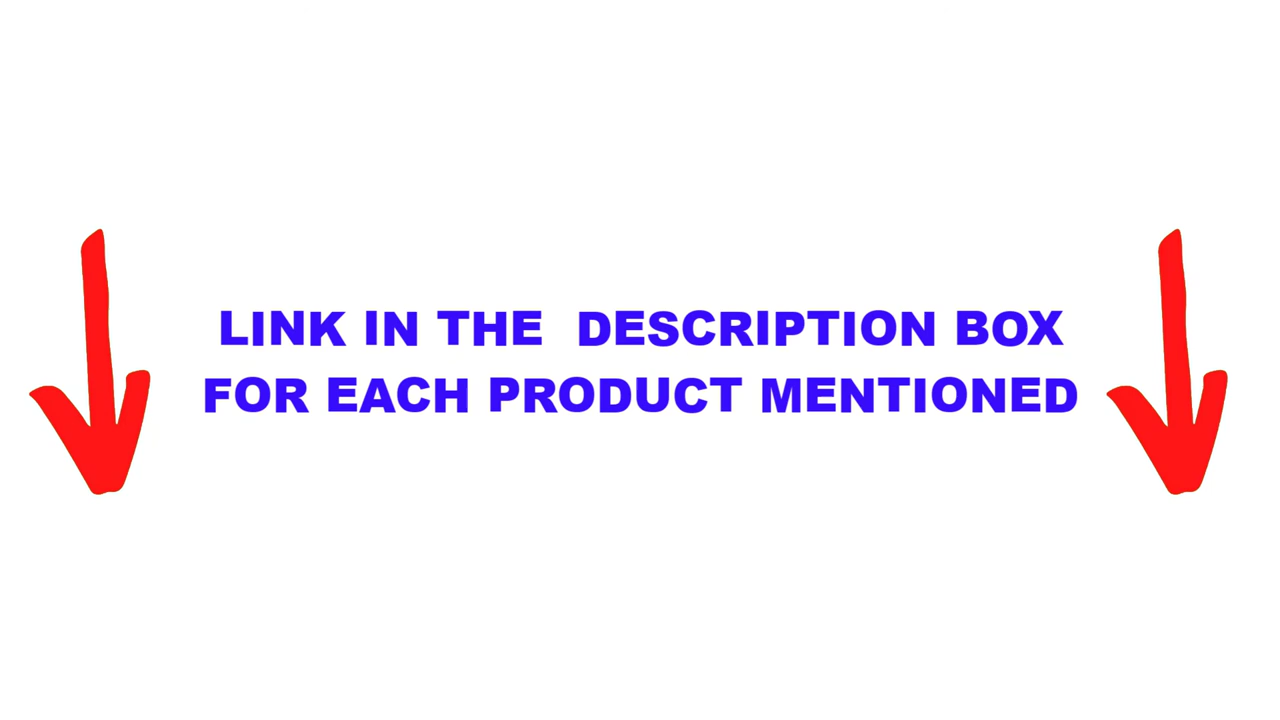 LINK IN THE  DESCRIPTION BOX
FOR EACH PRODUCT MENTIONED